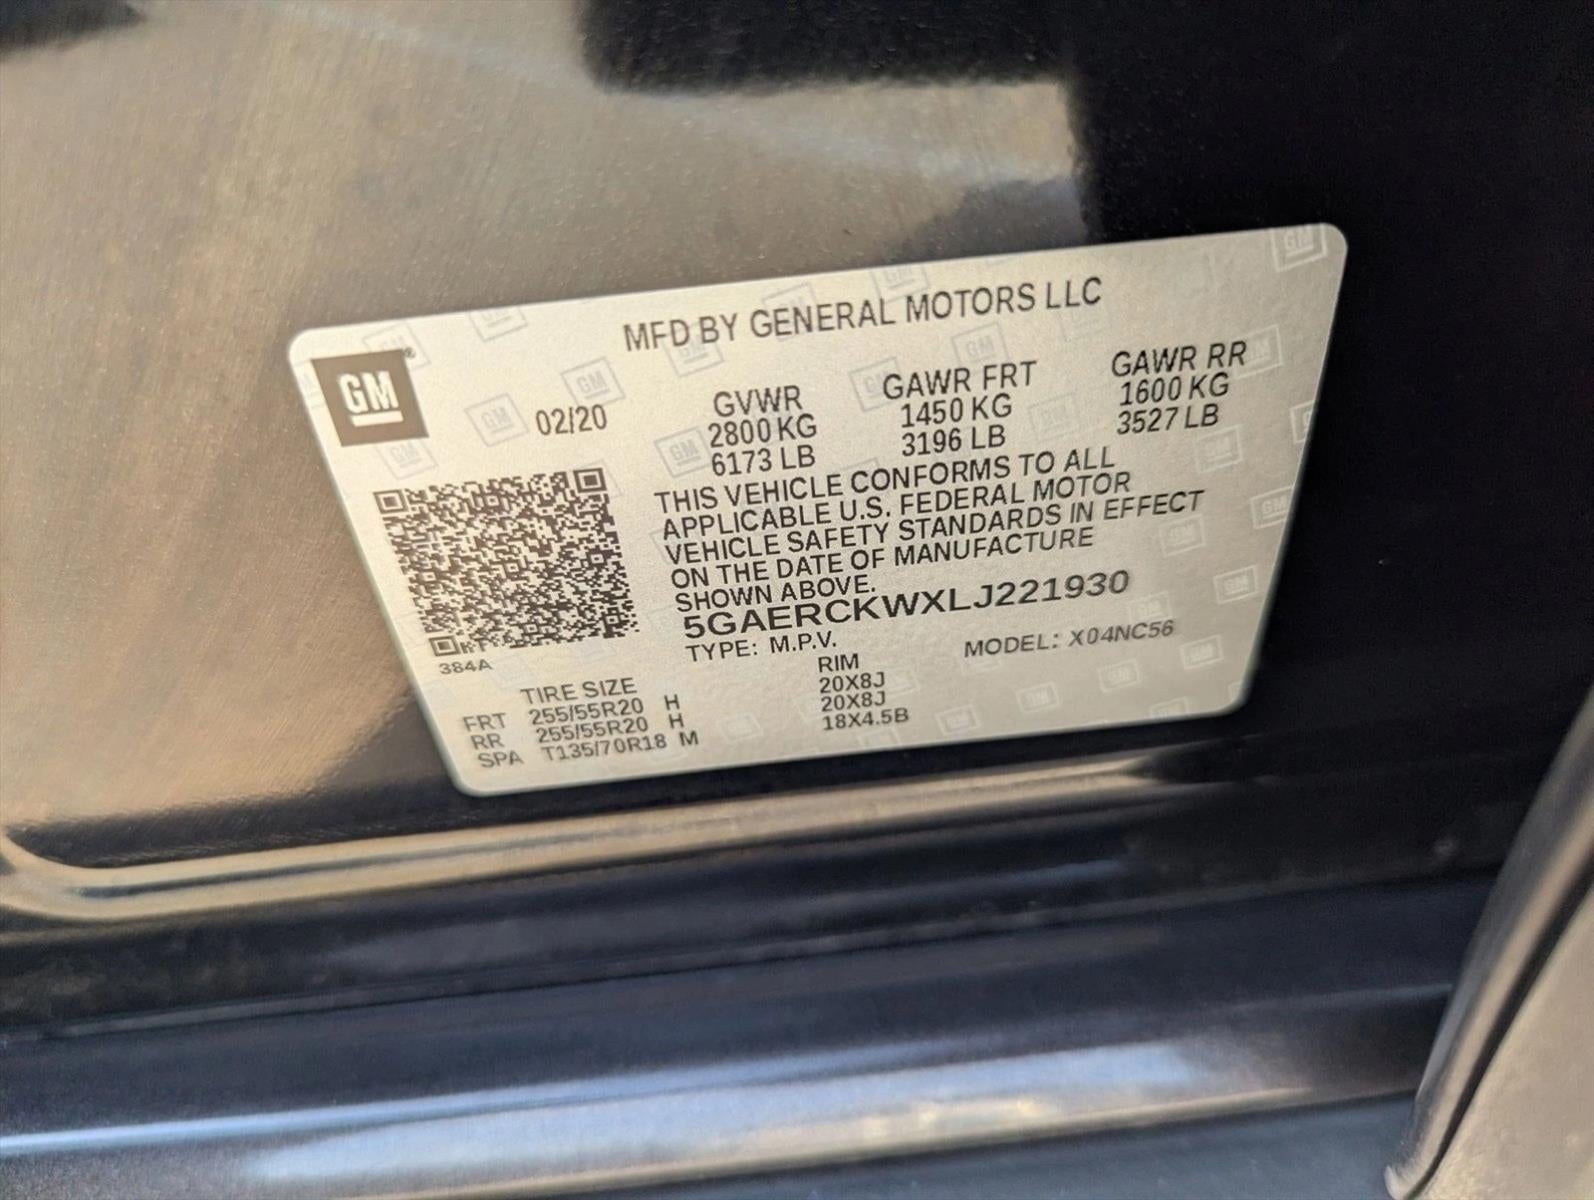 MFD BY GENERAL MOTORS LLC
GM®
02/20
GVWR
2800 KG
6173 LB
GAWR FRT
1450 KG
3196 LB
GAWR RR
1600 KG
3527 LB
THIS VEHICLE CONFORMS TO ALL
APPLICABLE U.S. FEDERAL MOTOR
VEHICLE SAFETY STANDARDS IN EFFECT
ON THE DATE OF MANUFACTURE
SHOWN ABOVE.
5GAERCKWXLJ221930
TYPE: M.P.V.
MODEL: X04NC56
384A
TIRE SIZE RIM
FRT 255/55R20 H 20X8J
RR 255/55R20 H 20X8J
SPA T135/70R18 M 18X4.5B